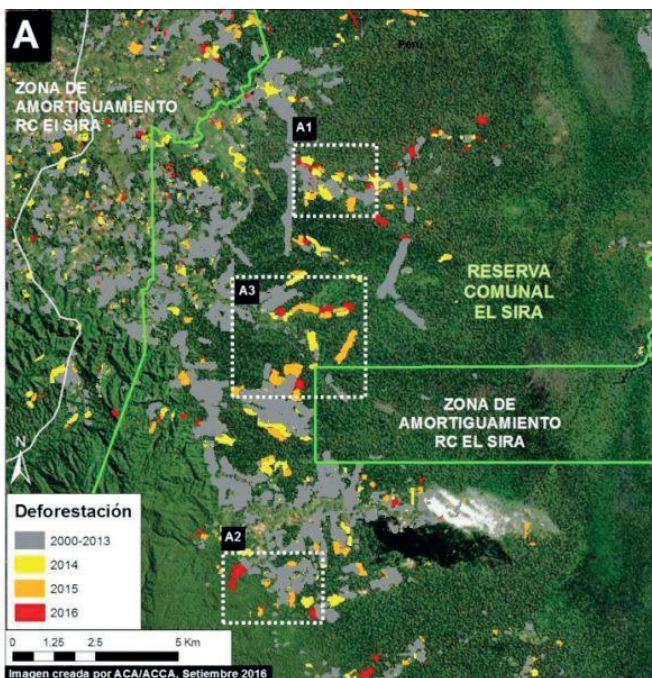 A
Perú
ZONA DE
AMORTIGUAMIENTO
RC El SIRA
A1
A3
RESERVA
COMUNAL
EL SIRA
ZONA DE
AMORTIGUAMIENTO
RC EL SIRA
N
A2
Deforestación
2000-2013
2014
2015
2016
0 1.25 2.5 5 Km
Imagen creada por ACA/ACCA. Setiembre 2016